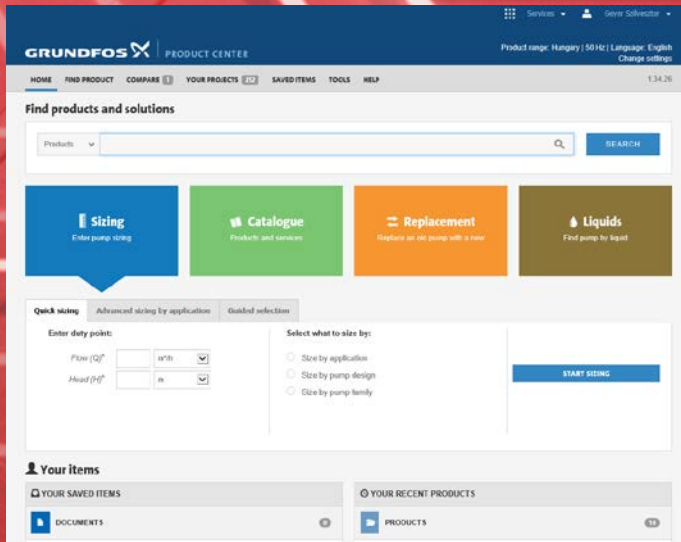 Services
GRUNDFOS PRODUCT CENTER
Product range: Hungary | 50 Hz | Language: English
Change settings
HOME FIND PRODUCT COMPARE 1 YOUR PROJECTS 252 SAVED ITEMS TOOLS HELP
1.34.26
Find products and solutions
Products SEARCH
Sizing Catalogue Replacement Liquids
Enter pump sizing Products and services Replace an old pump with a new Find pump by liquid
Quick sizing Advanced sizing by application Guided selection
Enter duty point: Select what to size by:
Flow (Q)* m³/h
Head (H)* m
Size by application
Size by pump design
Size by pump family
START SIZING
Your items
YOUR SAVED ITEMS YOUR RECENT PRODUCTS
DOCUMENTS PRODUCTS